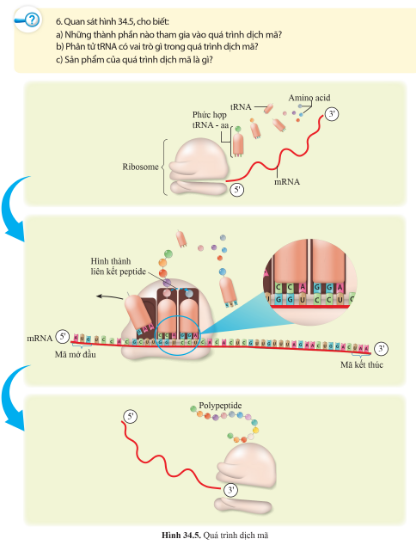 6. Quan sát hình 34.5, cho biết:
a) Những thành phần nào tham gia vào quá trình dịch mã?
b) Phân tử tRNA có vai trò gì trong quá trình dịch mã?
c) Sản phẩm của quá trình dịch mã là gì?
tRNA
Amino acid
Phức hợp
tRNA - aa
3'
Ribosome
5'
mRNA
Hình thành
liên kết peptide
C C A G G A
G G U C C U C
mRNA 5'
3'
Mã mở đầu
Mã kết thúc
Polypeptide
5'
3'
Hình 34.5. Quá trình dịch mã